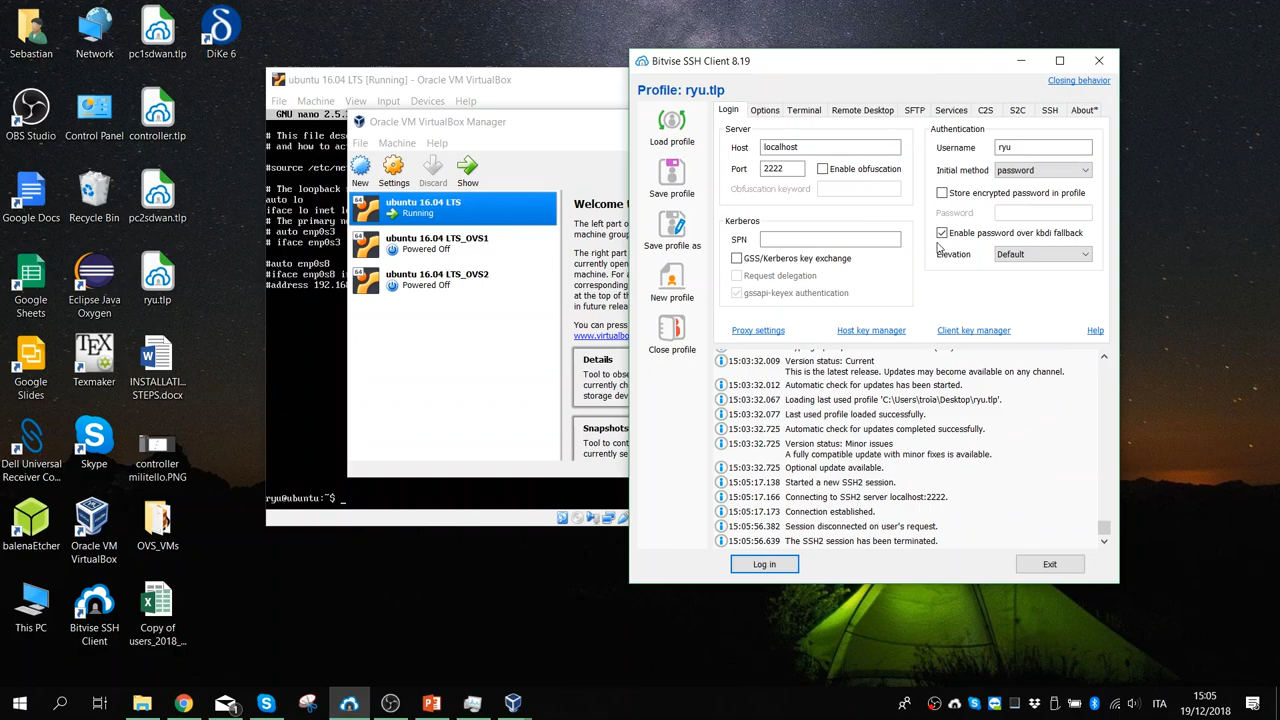 Sebastian
Network
pc1sdwan.tlp
DiKe 6
OBS Studio
Control Panel
controller.tlp
Google Docs
Recycle Bin
pc2sdwan.tlp
Google
Sheets
Eclipse Java
Oxygen
ryu.tlp
Google
Slides
Texmaker
INSTALLATI...
STEPS.docx
Dell Universal
Receiver Co...
Skype
controller
militello.PNG
balenaEtcher
Oracle VM
VirtualBox
OVS_VMs
This PC
Bitvise SSH
Client
Copy of
users_2018_...
ubuntu 16.04 LTS [Running] - Oracle VM VirtualBox
File Machine View Input Devices Help
GNU nano 2.5.
# This file des
# and how to ac
#source /etc/ne
# The loopback
auto lo
iface lo inet l
# The primary n
# auto enp0s3
# iface enp0s3
#auto enp0s8
#iface enp0s8 i
#address 192.16
ryu@ubuntu:~$ _
Oracle VM VirtualBox Manager
File Machine Help
New Settings Discard Show
ubuntu 16.04 LTS
Running
ubuntu 16.04 LTS_OVS1
Powered Off
ubuntu 16.04 LTS_OVS2
Powered Off
Welcome t
The left part o
machine group
The right part
currently open
corresponding
at the top of t
in future relea
You can press
www.virtualbo
Details
Tool to obse
currently ch
storage dev
Snapshots
Tool to cont
currently se
Bitvise SSH Client 8.19
Closing behavior
Profile: ryu.tlp
Load profile
Save profile
Save profile as
New profile
Close profile
Login Options Terminal Remote Desktop SFTP Services C2S S2C SSH About*
Server
Host localhost
Port 2222 Enable obfuscation
Obfuscation keyword
Kerberos
SPN
GSS/Kerberos key exchange
Request delegation
gssapi-keyex authentication
Authentication
Username ryu
Initial method password
Store encrypted password in profile
Password
Enable password over kbdi fallback
Elevation Default
Proxy settings Host key manager Client key manager Help
15:03:32.009 Version status: Current
This is the latest release. Updates may become available on any channel.
15:03:32.012 Automatic check for updates has been started.
15:03:32.067 Loading last used profile 'C:\Users\troia\Desktop\ryu.tlp'.
15:03:32.077 Last used profile loaded successfully.
15:03:32.725 Automatic check for updates completed successfully.
15:03:32.725 Version status: Minor issues
A fully compatible update with minor fixes is available.
15:03:32.725 Optional update available.
15:05:17.138 Started a new SSH2 session.
15:05:17.166 Connecting to SSH2 server localhost:2222.
15:05:17.173 Connection established.
15:05:56.382 Session disconnected on user's request.
15:05:56.639 The SSH2 session has been terminated.
Log in Exit
ITA
15:05
19/12/2018